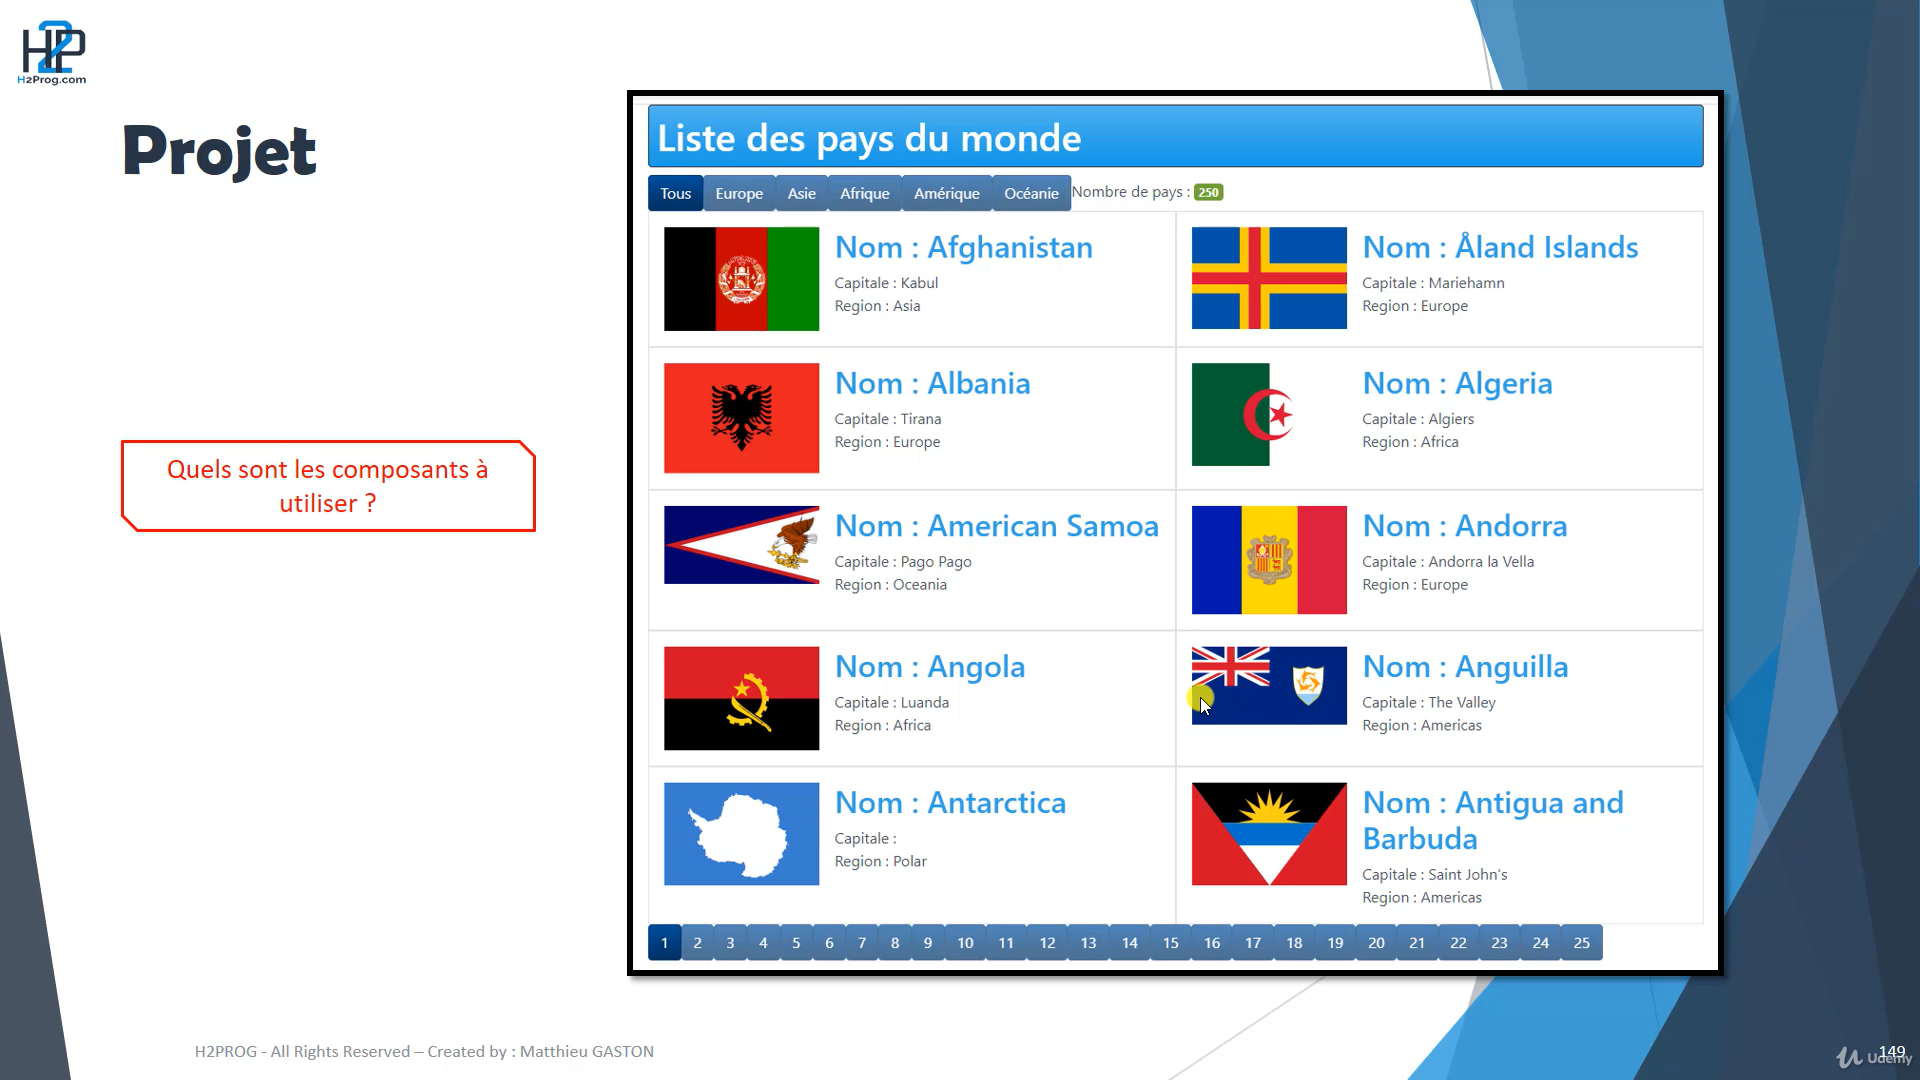 H2P
H2Prog.com
Projet
Quels sont les composants à
utiliser ?
Liste des pays du monde
Tous Europe Asie Afrique Amérique Océanie Nombre de pays : 250
Nom : Afghanistan
Capitale : Kabul
Region : Asia
Nom : Åland Islands
Capitale : Mariehamn
Region : Europe
Nom : Albania
Capitale : Tirana
Region : Europe
Nom : Algeria
Capitale : Algiers
Region : Africa
Nom : American Samoa
Capitale : Pago Pago
Region : Oceania
Nom : Andorra
Capitale : Andorra la Vella
Region : Europe
Nom : Angola
Capitale : Luanda
Region : Africa
Nom : Anguilla
Capitale : The Valley
Region : Americas
Nom : Antarctica
Capitale :
Region : Polar
Nom : Antigua and
Barbuda
Capitale : Saint John's
Region : Americas
1 2 3 4 5 6 7 8 9 10 11 12 13 14 15 16 17 18 19 20 21 22 23 24 25
H2PROG - All Rights Reserved – Created by : Matthieu GASTON
149
Udemy